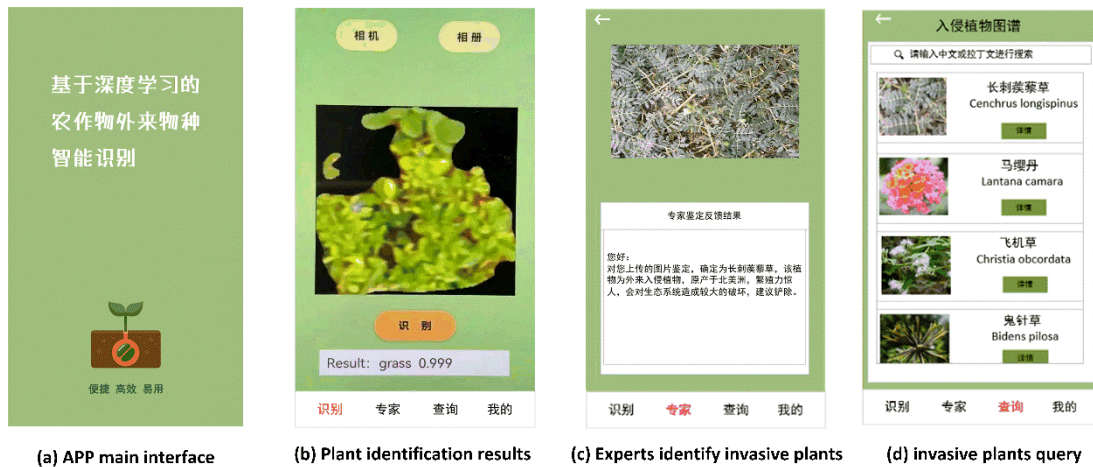 基于深度学习的
农作物外来物种
智能识别
便捷 高效 易用
(a) APP main interface
相机 相册
识 别
Result: grass 0.999
识别 专家 查询 我的
(b) Plant identification results
专家鉴定反馈结果
您好:
对您上传的图片鉴定，确定为长刺蒺藜草，该植
物为外来入侵植物，原产于北美洲，繁殖力惊
人，会对生态系统造成较大的破坏，建议铲除。
识别 专家 查询 我的
(c) Experts identify invasive plants
入侵植物图谱
请输入中文或拉丁文进行搜索
长刺蒺藜草
Cenchrus longispinus
详情
马缨丹
Lantana camara
详情
飞机草
Christia obcordata
详情
鬼针草
Bidens pilosa
详情
识别 专家 查询 我的
(d) invasive plants query